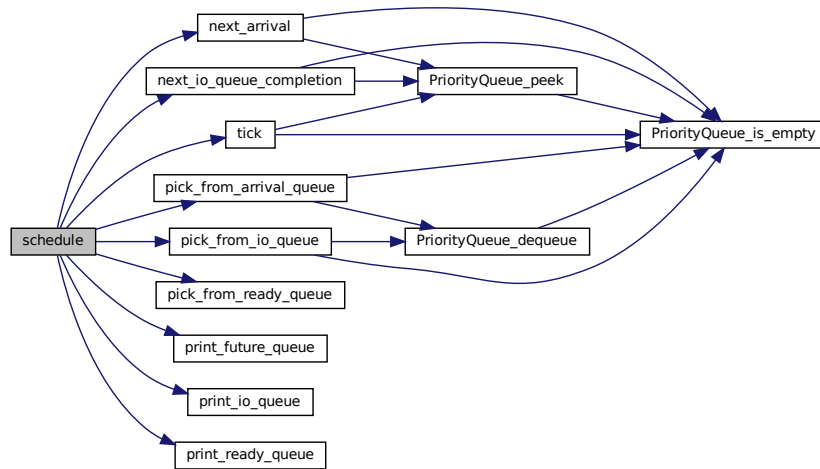 next_arrival
next_io_queue_completion
PriorityQueue_peek
tick
PriorityQueue_is_empty
pick_from_arrival_queue
schedule
pick_from_io_queue
PriorityQueue_dequeue
pick_from_ready_queue
print_future_queue
print_io_queue
print_ready_queue